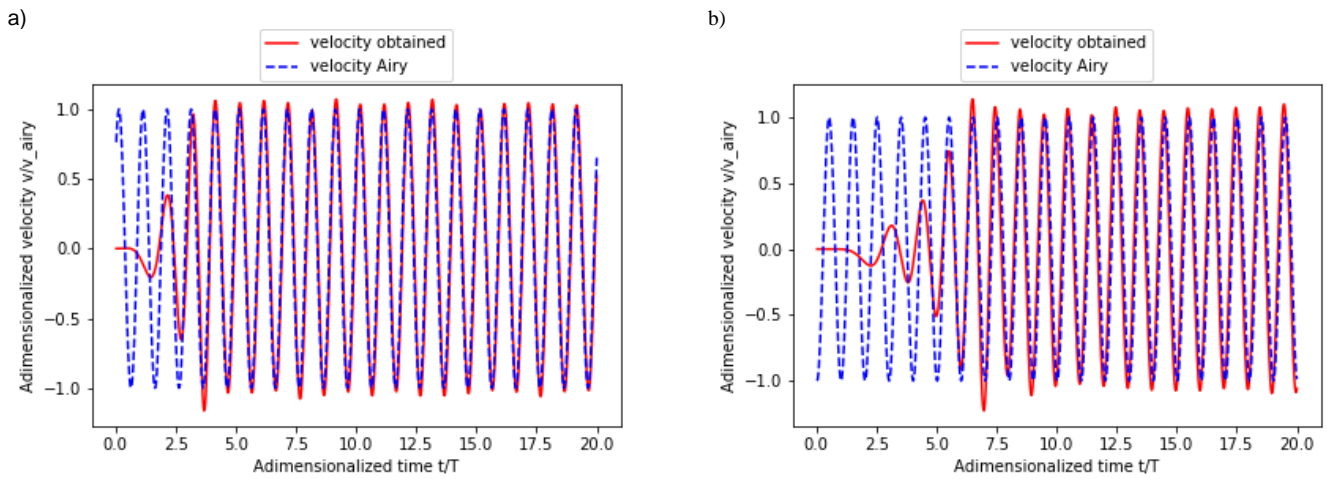 a)
velocity obtained
velocity Airy
Adimensionalized velocity v/v_airy
1.0
0.5
0.0
−0.5
−1.0
0.0 2.5 5.0 7.5 10.0 12.5 15.0 17.5 20.0
Adimensionalized time t/T
b)
velocity obtained
velocity Airy
Adimensionalized velocity v/v_airy
1.0
0.5
0.0
−0.5
−1.0
0.0 2.5 5.0 7.5 10.0 12.5 15.0 17.5 20.0
Adimensionalized time t/T